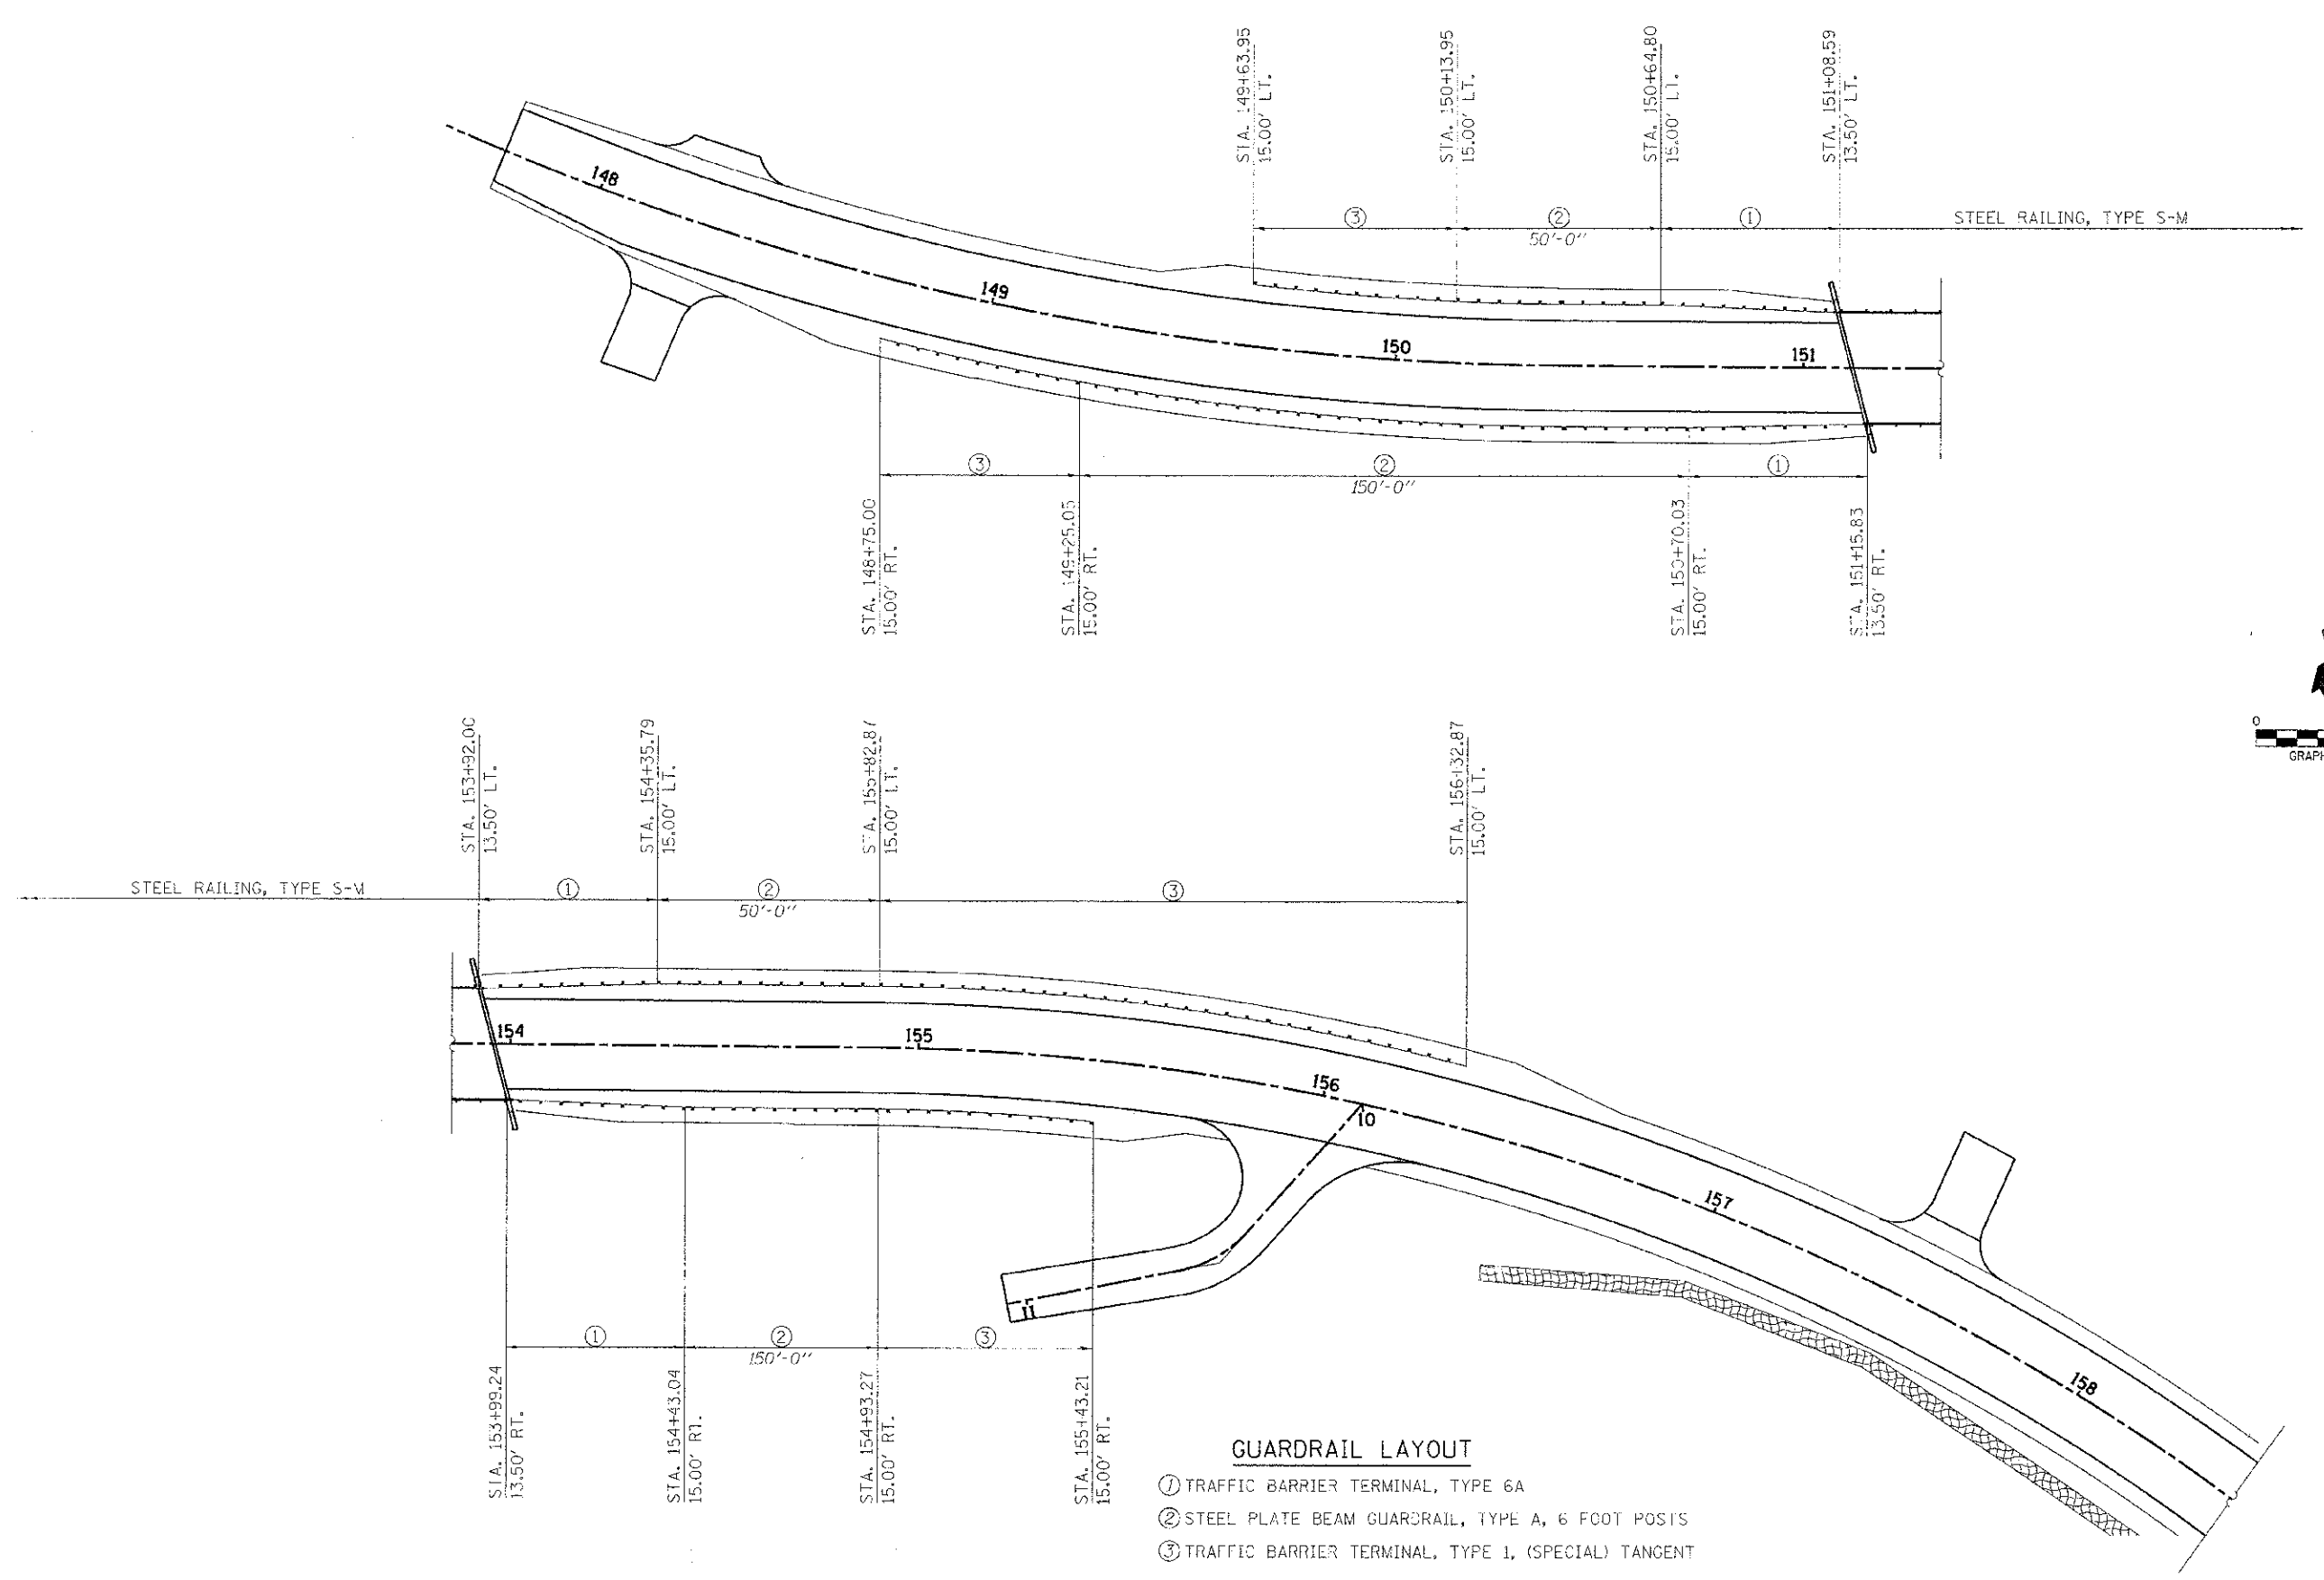 STA. 149+63.95
15.00' LT.
STA. 150+13.95
15.00' LT.
STA. 150+64.80
15.00' LT.
STA. 151+08.59
13.50' LT.
③
②
①
50'-0"
STEEL RAILING, TYPE S-M
148
149
150
151
③
②
①
150'-0"
STA. 148+75.00
15.00' RT.
STA. 149+25.05
15.00' RT.
STA. 150+70.03
15.00' RT.
STA. 151+15.83
13.50' RT.
0
STA. 153+92.00
13.50' LT.
STA. 154+35.79
15.00' LT.
STA. 155+82.87
15.00' LT.
STA. 156+32.87
15.00' LT.
STEEL RAILING, TYPE S-M
①
②
③
50'-0"
154
155
156
10
157
158
11
①
②
③
150'-0"
STA. 153+99.24
13.50' RT.
STA. 154+43.04
15.00' RT.
STA. 154+93.27
15.00' RT.
STA. 155+43.21
15.00' RT.
GUARDRAIL LAYOUT
① TRAFFIC BARRIER TERMINAL, TYPE 6A
② STEEL PLATE BEAM GUARDRAIL, TYPE A, 6 FOOT POSTS
③ TRAFFIC BARRIER TERMINAL, TYPE 1, (SPECIAL) TANGENT